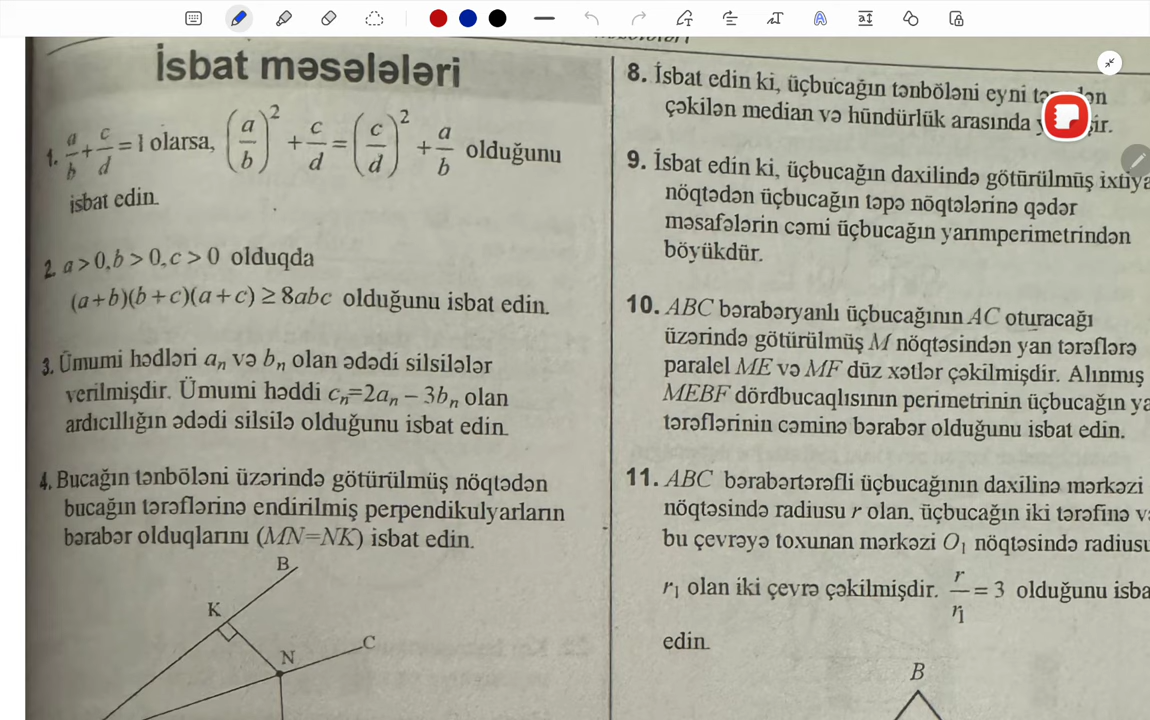 İsbat məsələləri
1. a/b + c/d = 1 olarsa, (a/b)² + c/d = (c/d)² + a/b olduğunu
isbat edin.
2. a > 0, b > 0, c > 0 olduqda
(a+b)(b+c)(a+c) ≥ 8abc olduğunu isbat edin.
3. Ümumi hədləri aₙ və bₙ olan ədədi silsilələr
verilmişdir. Ümumi həddi cₙ=2aₙ – 3bₙ olan
ardıcıllığın ədədi silsilə olduğunu isbat edin.
4. Bucağın tənböləni üzərində götürülmüş nöqtədən
bucağın tərəflərinə endirilmiş perpendikulyarların
bərabər olduqlarını (MN=NK) isbat edin.
B
K
N
C
8. İsbat edin ki, üçbucağın tənböləni eyni
çəkilən median və hündürlük arasında
9. İsbat edin ki, üçbucağın daxilində götürülmüş ixtiya
nöqtədən üçbucağın təpə nöqtələrinə qədər
məsafələrin cəmi üçbucağın yarımperimetrindən
böyükdür.
10. ABC bərabəryanlı üçbucağının AC oturacağı
üzərində götürülmüş M nöqtəsindən yan tərəflərə
paralel ME və MF düz xətlər çəkilmişdir. Alınmış
MEBF dördbucaqlısının perimetrinin üçbucağın ya
tərəflərinin cəminə bərabər olduğunu isbat edin.
11. ABC bərabərtərəfli üçbucağının daxilinə mərkəzi
nöqtəsində radiusu r olan, üçbucağın iki tərəfinə və
bu çevrəyə toxunan mərkəzi O₁ nöqtəsində radiusu
r₁ olan iki çevrə çəkilmişdir. r/r₁ = 3 olduğunu isba
edin.
B